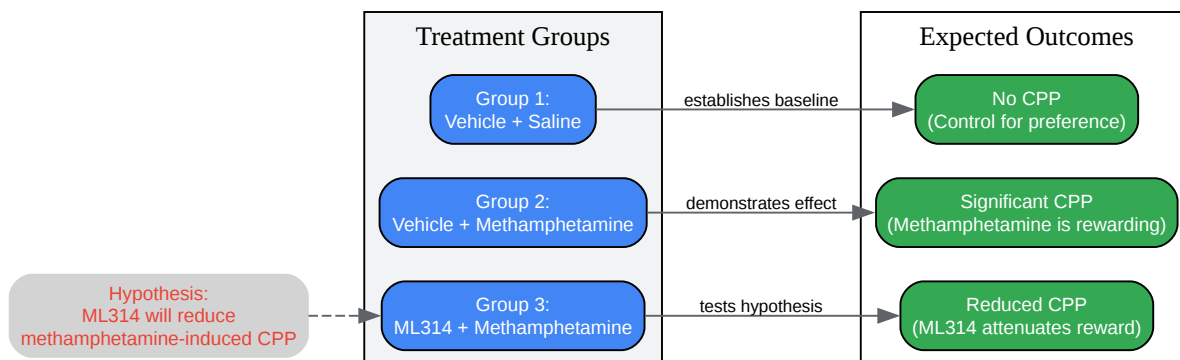 Treatment Groups
Expected Outcomes
Group 1:
Vehicle + Saline
establishes baseline
No CPP
(Control for preference)
Group 2:
Vehicle + Methamphetamine
demonstrates effect
Significant CPP
(Methamphetamine is rewarding)
Hypothesis:
ML314 will reduce
methamphetamine-induced CPP
Group 3:
ML314 + Methamphetamine
tests hypothesis
Reduced CPP
(ML314 attenuates reward)